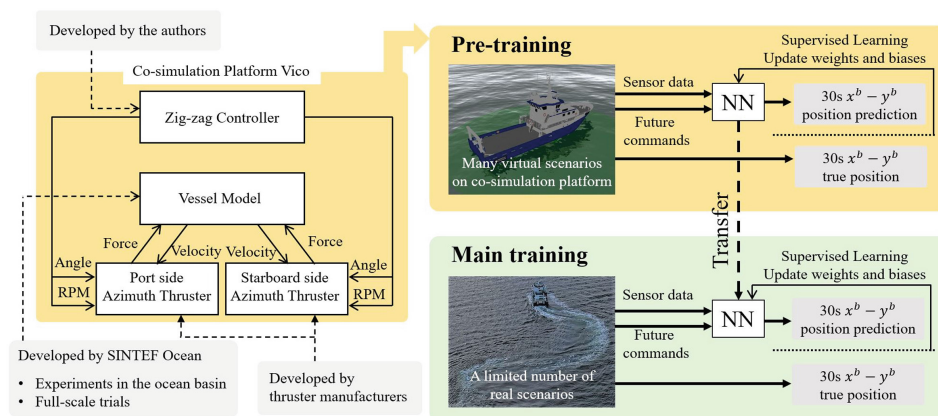 Developed by the authors
Co-simulation Platform Vico
Zig-zag Controller
Vessel Model
Force
Velocity
Velocity
Force
Angle
RPM
Port side
Azimuth Thruster
Starboard side
Azimuth Thruster
Angle
RPM
Developed by SINTEF Ocean
• Experiments in the ocean basin
• Full-scale trials
Developed by
thruster manufacturers
Pre-training
Many virtual scenarios
on co-simulation platform
Sensor data
Future
commands
NN
Supervised Learning
Update weights and biases
30s x^b − y^b
position prediction
30s x^b − y^b
true position
Transfer
Main training
A limited number of
real scenarios
Sensor data
Future
commands
NN
Supervised Learning
Update weights and biases
30s x^b − y^b
position prediction
30s x^b − y^b
true position